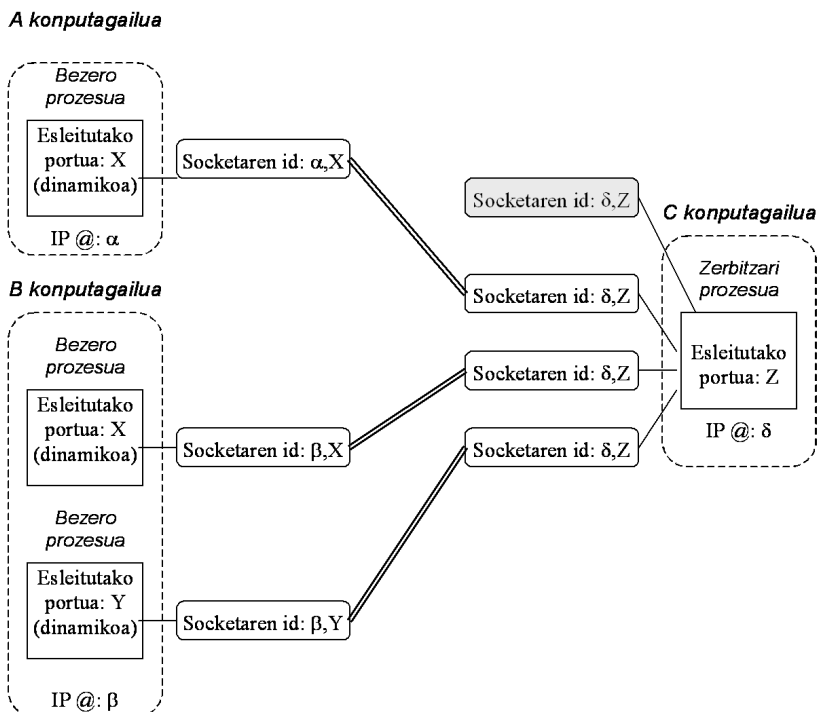 A konputagailua
Bezero
prozesua
Esleitutako
portua: X
(dinamikoa)
IP @: α
Socketaren id: α,X
B konputagailua
Bezero
prozesua
Esleitutako
portua: X
(dinamikoa)
Socketaren id: β,X
Bezero
prozesua
Esleitutako
portua: Y
(dinamikoa)
Socketaren id: β,Y
IP @: β
Socketaren id: δ,Z
Socketaren id: δ,Z
Socketaren id: δ,Z
Socketaren id: δ,Z
C konputagailua
Zerbitzari
prozesua
Esleitutako
portua: Z
IP @: δ